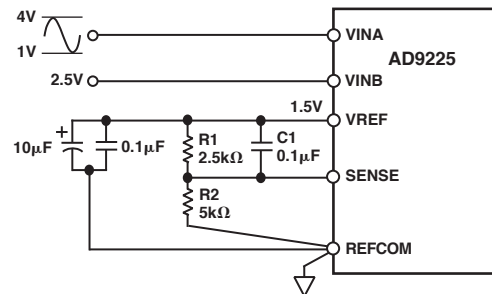 4V
1V
VINA
AD9225
2.5V
VINB
1.5V
VREF
10μF
+
0.1μF
R1
2.5kΩ
C1
0.1μF
SENSE
R2
5kΩ
REFCOM